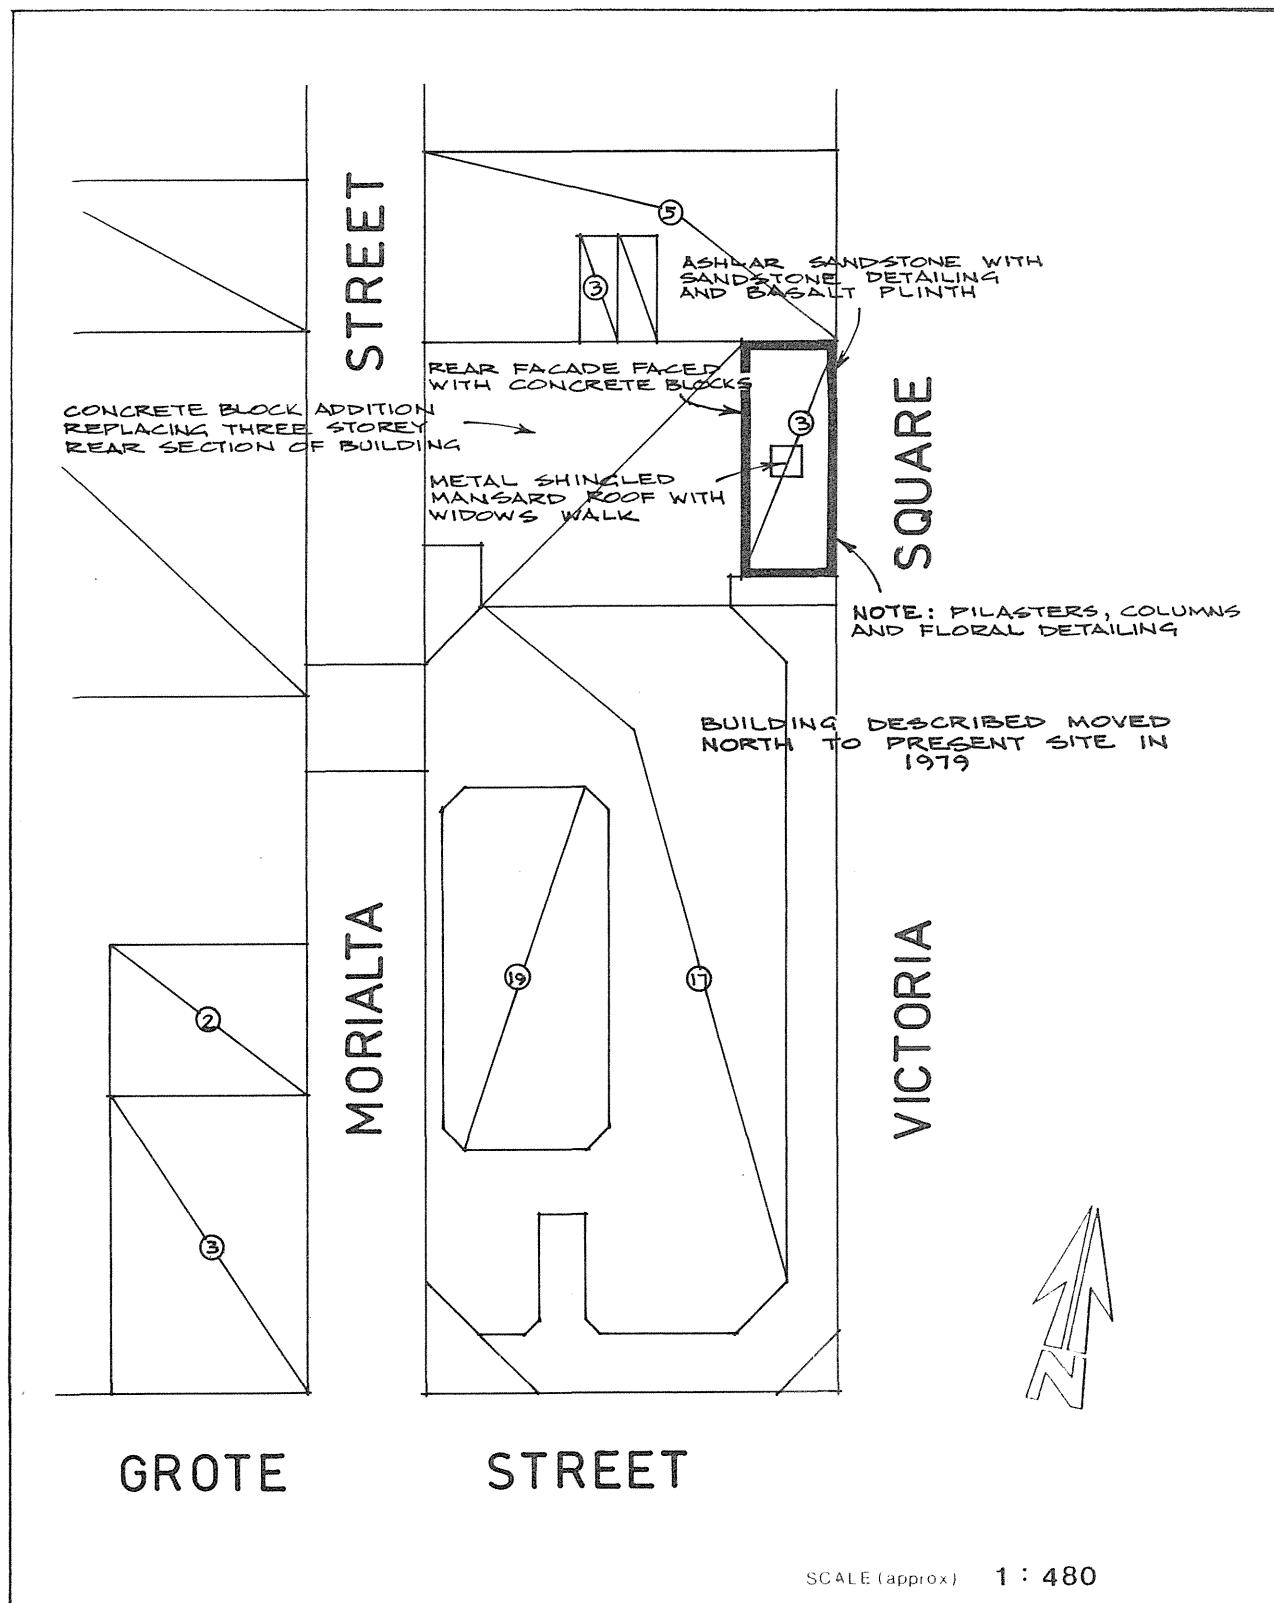 STREET
5
3
ASHLAR SANDSTONE WITH
SANDSTONE DETAILING
AND BASALT PLINTH
REAR FACADE FACED
WITH CONCRETE BLOCKS
CONCRETE BLOCK ADDITION
REPLACING THREE STOREY
REAR SECTION OF BUILDING
3
METAL SHINGLED
MANSARD ROOF WITH
WIDOWS WALK
SQUARE
NOTE: PILASTERS, COLUMNS
AND FLORAL DETAILING
BUILDING DESCRIBED MOVED
NORTH TO PRESENT SITE IN
1979
MORIALTA
19
17
VICTORIA
2
3
N
GROTE STREET
SCALE (approx) 1 : 480